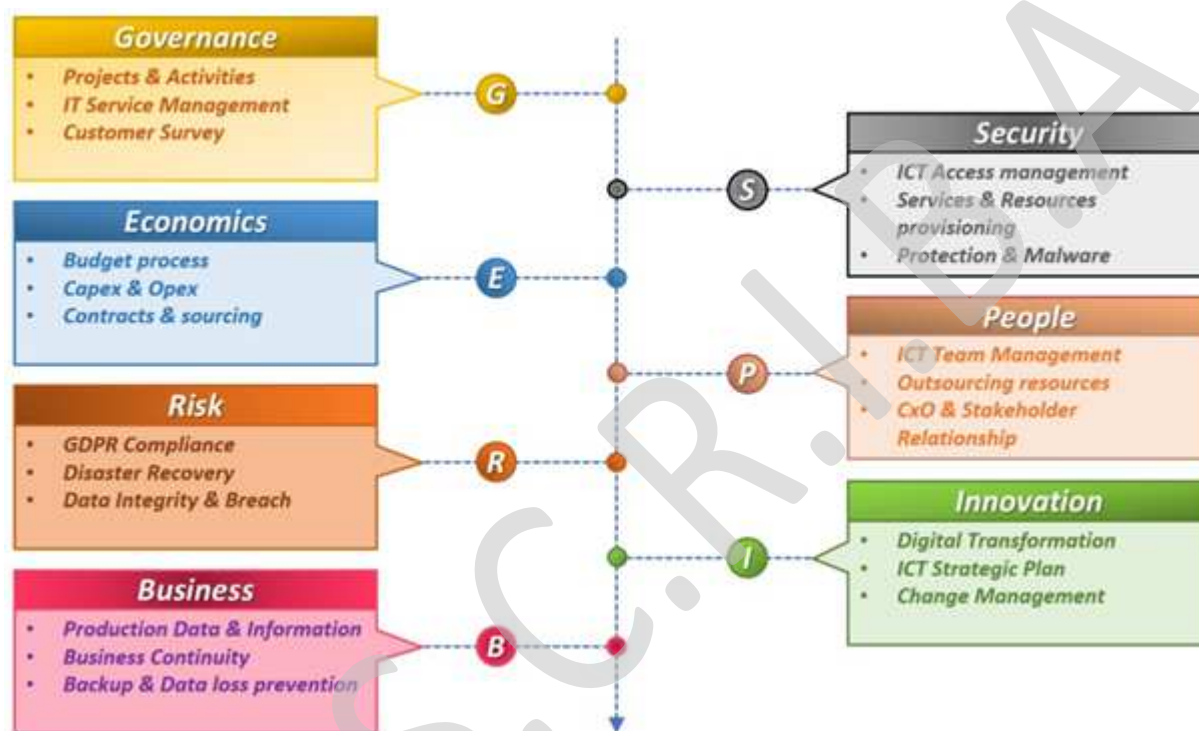 Governance
• Projects & Activities
• IT Service Management
• Customer Survey
G
Security
• ICT Access management
• Services & Resources
provisioning
• Protection & Malware
S
Economics
• Budget process
• Capex & Opex
• Contracts & sourcing
E
People
• ICT Team Management
• Outsourcing resources
• CxO & Stakeholder
Relationship
P
Risk
• GDPR Compliance
• Disaster Recovery
• Data Integrity & Breach
R
Innovation
• Digital Transformation
• ICT Strategic Plan
• Change Management
I
Business
• Production Data & Information
• Business Continuity
• Backup & Data loss prevention
B
S.C.R.I.B.A